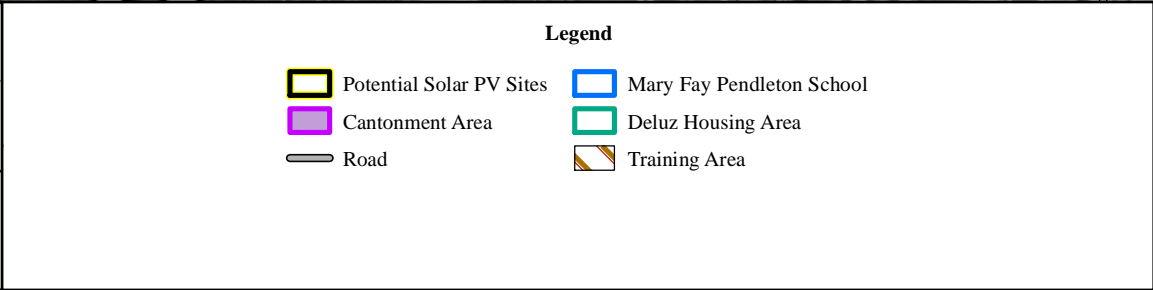 Legend
Potential Solar PV Sites
Mary Fay Pendleton School
Cantonment Area
Deluz Housing Area
Road
Training Area